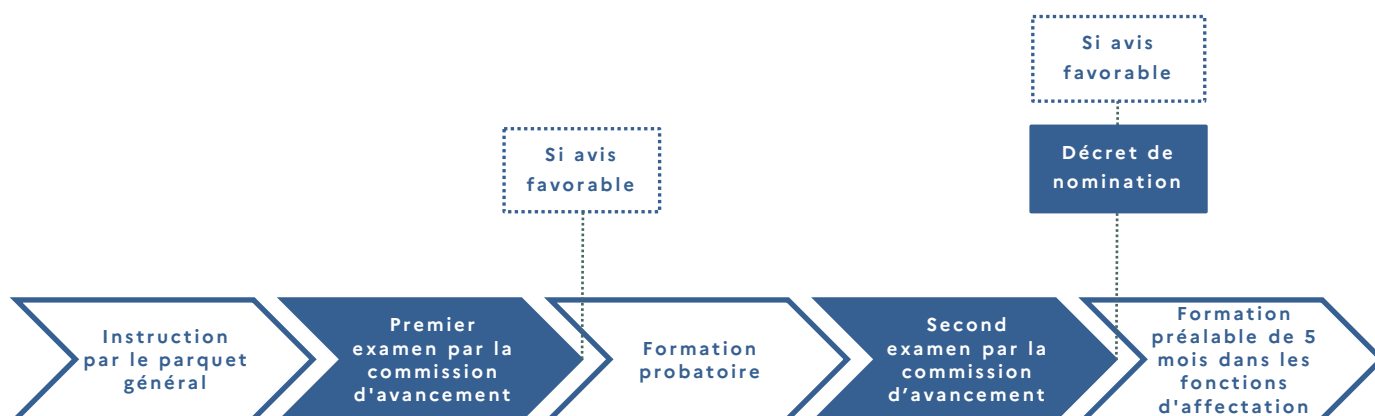 Si avis
favorable
Décret de
nomination
Si avis
favorable
Instruction
par le parquet
général
Premier
examen par la
commission
d'avancement
Formation
probatoire
Second
examen par la
commission
d’avancement
Formation
préalable de 5
mois dans les
fonctions
d'affectation